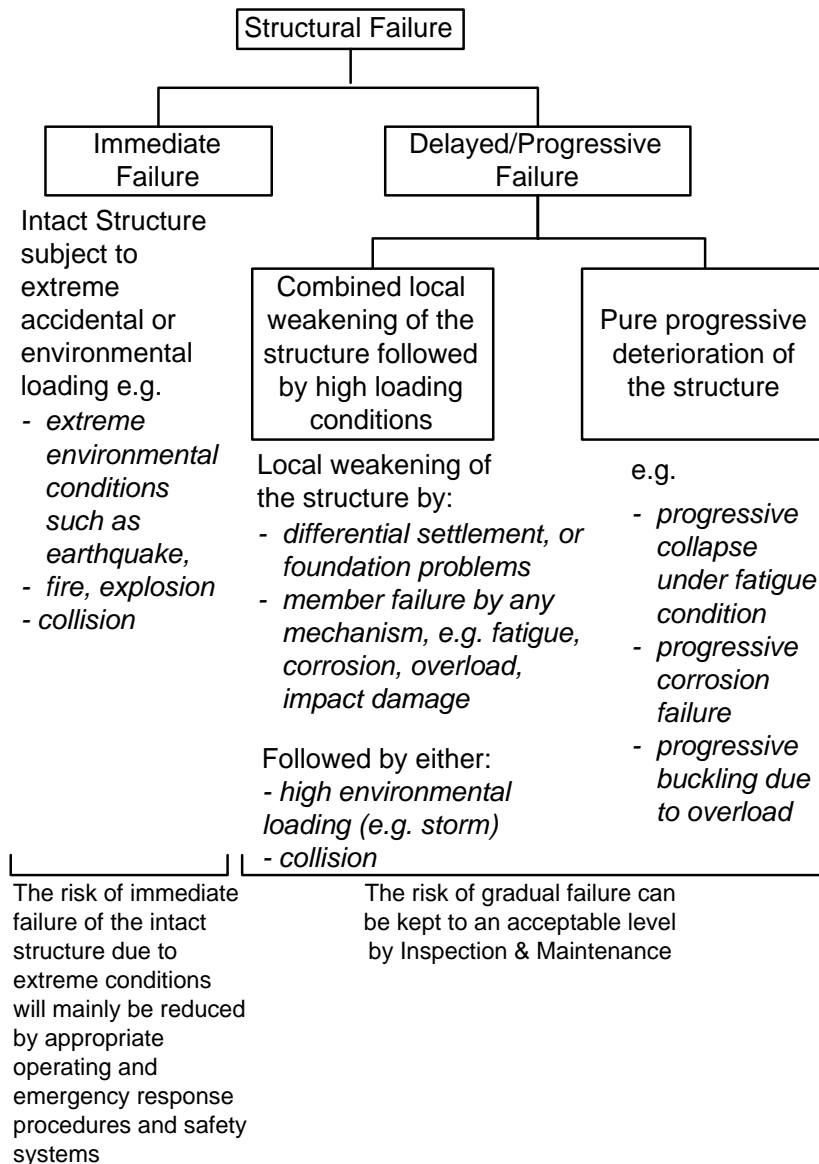 Structural Failure
Immediate
Failure
Delayed/Progressive
Failure
Intact Structure
subject to
extreme
accidental or
environmental
loading e.g.
- extreme
environmental
conditions
such as
earthquake,
- fire, explosion
- collision
Combined local
weakening of the
structure followed
by high loading
conditions
Local weakening of
the structure by:
- differential settlement, or
foundation problems
- member failure by any
mechanism, e.g. fatigue,
corrosion, overload,
impact damage
Followed by either:
- high environmental
loading (e.g. storm)
- collision
Pure progressive
deterioration of
the structure
e.g.
- progressive
collapse
under fatigue
condition
- progressive
corrosion
failure
- progressive
buckling due
to overload
The risk of immediate
failure of the intact
structure due to
extreme conditions
will mainly be reduced
by appropriate
operating and
emergency response
procedures and safety
systems
The risk of gradual failure can
be kept to an acceptable level
by Inspection & Maintenance